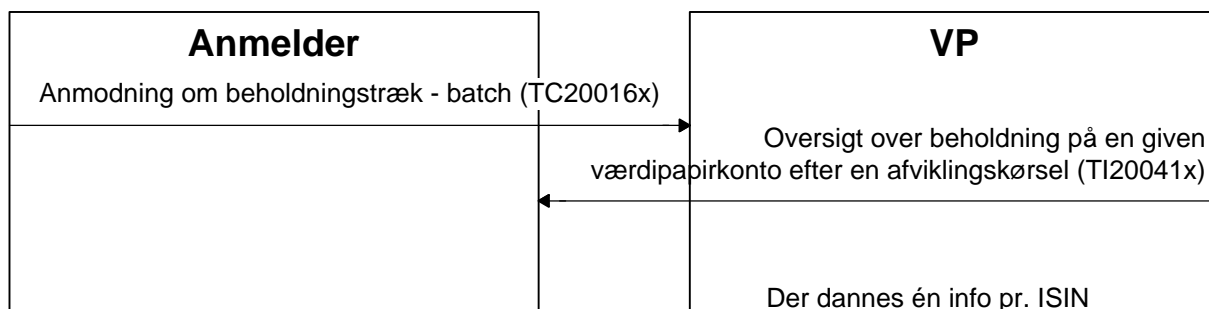 Anmelder
VP
Anmodning om beholdningstræk - batch (TC20016x)
Oversigt over beholdning på en given
værdipapirkonto efter en afviklingskørsel (TI20041x)
Der dannes én info pr. ISIN